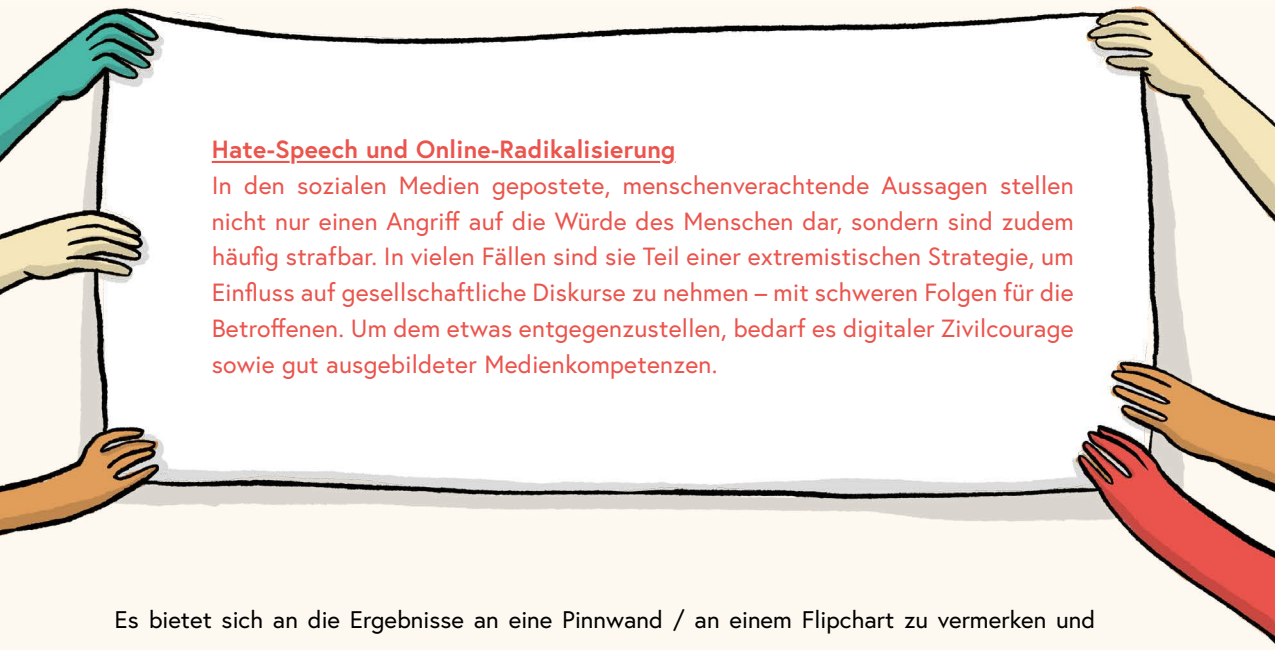 Hate-Speech und Online-Radikalisierung
In den sozialen Medien gepostete, menschenverachtende Aussagen stellen
nicht nur einen Angriff auf die Würde des Menschen dar, sondern sind zudem
häufig strafbar. In vielen Fällen sind sie Teil einer extremistischen Strategie, um
Einfluss auf gesellschaftliche Diskurse zu nehmen – mit schweren Folgen für die
Betroffenen. Um dem etwas entgegenzustellen, bedarf es digitaler Zivilcourage
sowie gut ausgebildeter Medienkompetenzen.
Es bietet sich an die Ergebnisse an eine Pinnwand / an einem Flipchart zu vermerken und